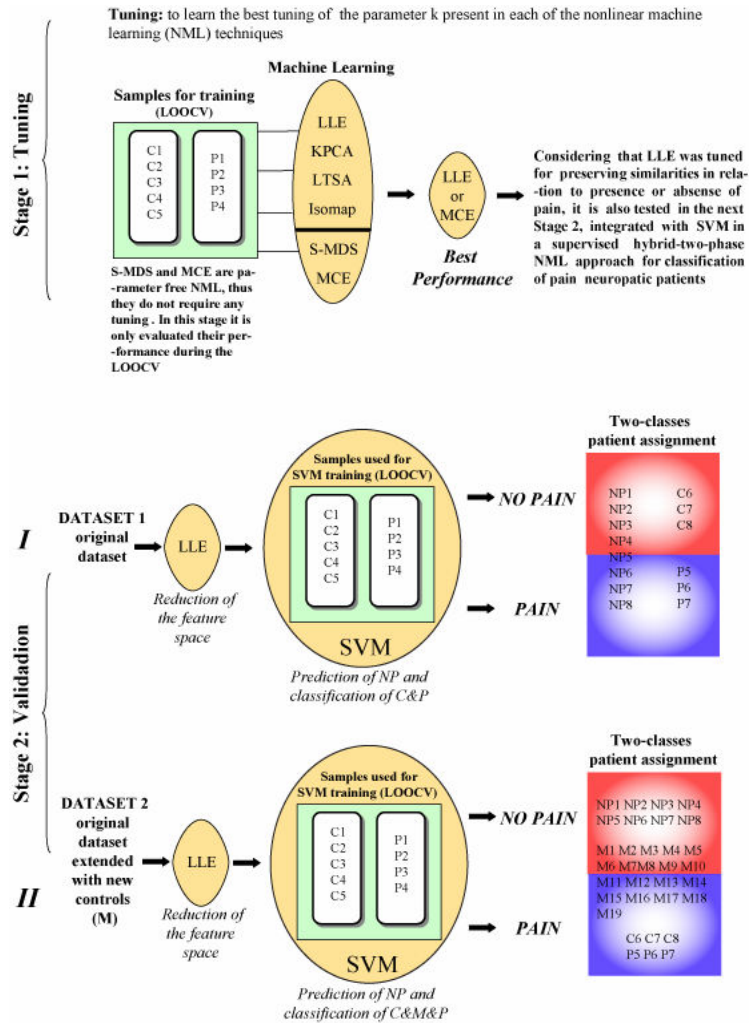 Tuning: to learn the best tuning of the parameter k present in each of the nonlinear machine
learning (NML) techniques
Stage 1: Tuning
Samples for training
(LOOCV)
C1
C2
C3
C4
C5
P1
P2
P3
P4
S-MDS and MCE are pa-
-rameter free NML, thus
they do not require any
tuning . In this stage it is
only evaluated their per-
-formance during the
LOOCV
Machine Learning
LLE
KPCA
LTSA
Isomap
S-MDS
MCE
LLE
or
MCE
Best
Performance
Considering that LLE was tuned
for preserving similarities in rela-
-tion to presence or absense of
pain, it is also tested in the next
Stage 2, integrated with SVM in
a supervised hybrid-two-phase
NML approach for classification
of pain neuropatic patients
Stage 2: Validadion
I
DATASET 1
original
dataset
LLE
Reduction of
the feature
space
Samples used for
SVM training (LOOCV)
C1
C2
C3
C4
C5
P1
P2
P3
P4
SVM
Prediction of NP and
classification of C&P
NO PAIN
PAIN
Two-classes
patient assignment
NP1 C6
NP2 C7
NP3 C8
NP4
NP5
NP6 P5
NP7 P6
NP8 P7
II
DATASET 2
original
dataset
extended
with new
controls
(M)
LLE
Reduction of
the feature
space
Samples used for
SVM training (LOOCV)
C1
C2
C3
C4
C5
P1
P2
P3
P4
SVM
Prediction of NP and
classification of C&M&P
NO PAIN
PAIN
Two-classes
patient assignment
NP1 NP2 NP3 NP4
NP5 NP6 NP7 NP8
M1 M2 M3 M4 M5
M6 M7M8 M9 M10
M11 M12 M13 M14
M15 M16 M17 M18
M19
C6 C7 C8
P5 P6 P7